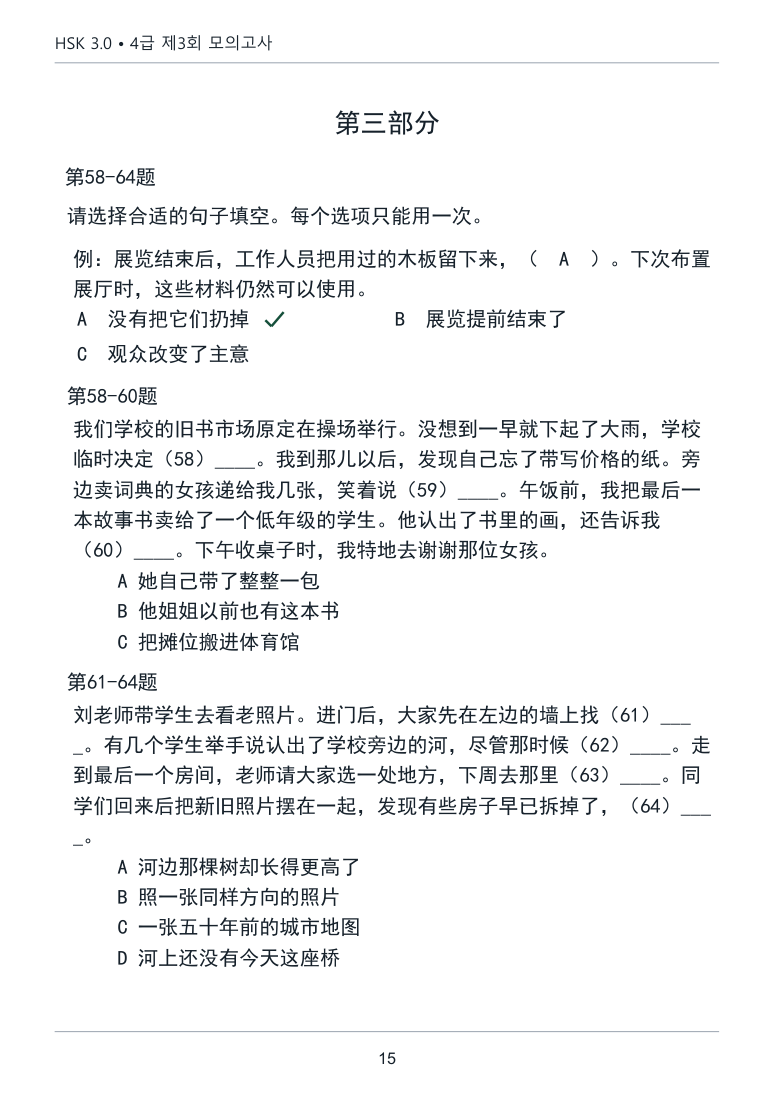 HSK 3.0 • 4급 제3회 모의고사
第三部分
第58-64题
请选择合适的句子填空。每个选项只能用一次。
例：展览结束后，工作人员把用过的木板留下来，（ A ）。下次布置
展厅时，这些材料仍然可以使用。
A 没有把它们扔掉 ✓ B 展览提前结束了
C 观众改变了主意
第58-60题
我们学校的旧书市场原定在操场举行。没想到一早就下起了大雨，学校
临时决定（58）____。我到那儿以后，发现自己忘了带写价格的纸。旁
边卖词典的女孩递给我几张，笑着说（59）____。午饭前，我把最后一
本故事书卖给了一个低年级的学生。他认出了书里的画，还告诉我
（60）____。下午收桌子时，我特地去谢谢那位女孩。
A 她自己带了整整一包
B 他姐姐以前也有这本书
C 把摊位搬进体育馆
第61-64题
刘老师带学生去看老照片。进门后，大家先在左边的墙上找（61）___
_。有几个学生举手说认出了学校旁边的河，尽管那时候（62）____。走
到最后一个房间，老师请大家选一处地方，下周去那里（63）____。同
学们回来后把新旧照片摆在一起，发现有些房子早已拆掉了，（64）___
_。
A 河边那棵树却长得更高了
B 照一张同样方向的照片
C 一张五十年前的城市地图
D 河上还没有今天这座桥
15